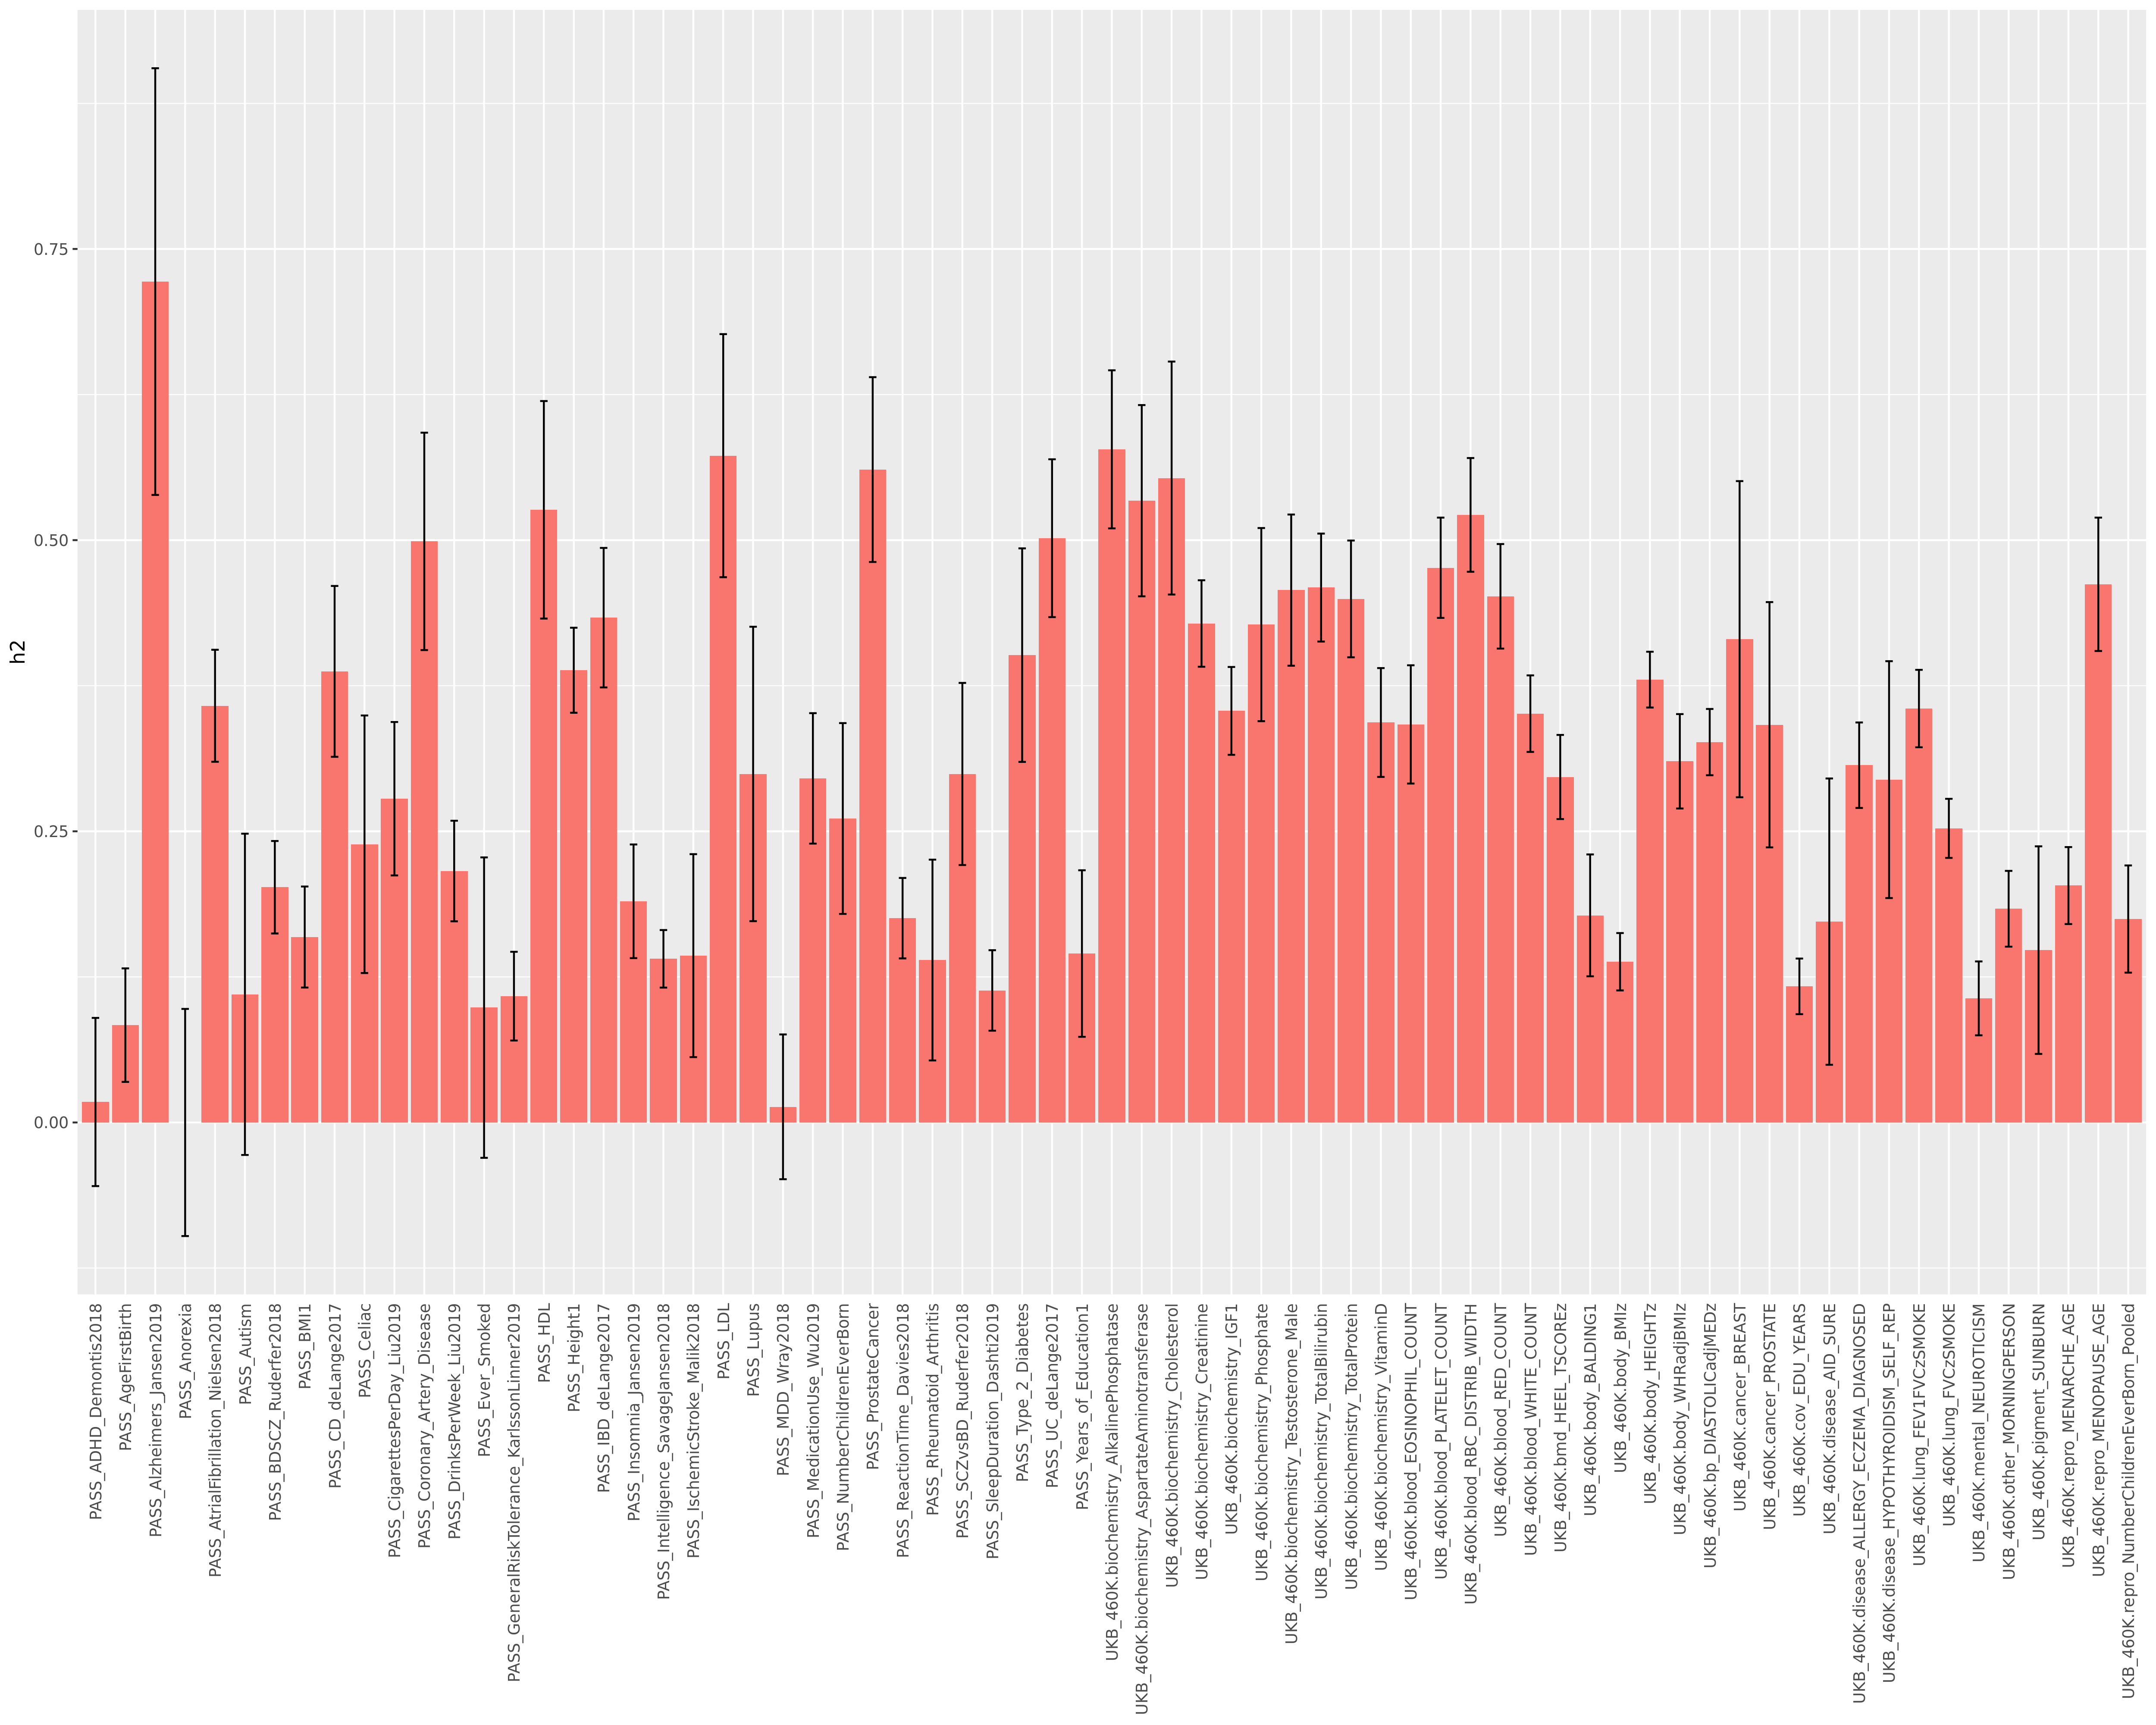 h2
0.75
0.50
0.25
0.00
PASS_ADHD_Demontis2018
PASS_AgeFirstBirth
PASS_Alzheimers_Jansen2019
PASS_Anorexia
PASS_AtrialFibrillation_Nielsen2018
PASS_Autism
PASS_BDSCZ_Ruderfer2018
PASS_BMI1
PASS_CD_deLange2017
PASS_Celiac
PASS_CigarettesPerDay_Liu2019
PASS_Coronary_Artery_Disease
PASS_DrinksPerWeek_Liu2019
PASS_Ever_Smoked
PASS_GeneralRiskTolerance_KarlssonLinner2019
PASS_HDL
PASS_Height1
PASS_IBD_deLange2017
PASS_Insomnia_Jansen2019
PASS_Intelligence_SavageJansen2018
PASS_IschemicStroke_Malik2018
PASS_LDL
PASS_Lupus
PASS_MDD_Wray2018
PASS_MedicationUse_Wu2019
PASS_NumberChildrenEverBorn
PASS_ProstateCancer
PASS_ReactionTime_Davies2018
PASS_Rheumatoid_Arthritis
PASS_SCZvsBD_Ruderfer2018
PASS_SleepDuration_Dashti2019
PASS_Type_2_Diabetes
PASS_UC_deLange2017
PASS_Years_of_Education1
UKB_460K.biochemistry_AlkalinePhosphatase
UKB_460K.biochemistry_AspartateAminotransferase
UKB_460K.biochemistry_Cholesterol
UKB_460K.biochemistry_Creatinine
UKB_460K.biochemistry_IGF1
UKB_460K.biochemistry_Phosphate
UKB_460K.biochemistry_Testosterone_Male
UKB_460K.biochemistry_TotalBilirubin
UKB_460K.biochemistry_TotalProtein
UKB_460K.biochemistry_VitaminD
UKB_460K.blood_EOSINOPHIL_COUNT
UKB_460K.blood_PLATELET_COUNT
UKB_460K.blood_RBC_DISTRIB_WIDTH
UKB_460K.blood_RED_COUNT
UKB_460K.blood_WHITE_COUNT
UKB_460K.bmd_HEEL_TSCOREz
UKB_460K.body_BALDING1
UKB_460K.body_BMIz
UKB_460K.body_HEIGHTz
UKB_460K.body_WHRadjBMIz
UKB_460K.bp_DIASTOLICadjMEDz
UKB_460K.cancer_BREAST
UKB_460K.cancer_PROSTATE
UKB_460K.cov_EDU_YEARS
UKB_460K.disease_AID_SURE
UKB_460K.disease_ALLERGY_ECZEMA_DIAGNOSED
UKB_460K.disease_HYPOTHYROIDISM_SELF_REP
UKB_460K.lung_FEV1FVCzSMOKE
UKB_460K.lung_FVCzSMOKE
UKB_460K.mental_NEUROTICISM
UKB_460K.other_MORNINGPERSON
UKB_460K.pigment_SUNBURN
UKB_460K.repro_MENARCHE_AGE
UKB_460K.repro_MENOPAUSE_AGE
UKB_460K.repro_NumberChildrenEverBorn_Pooled